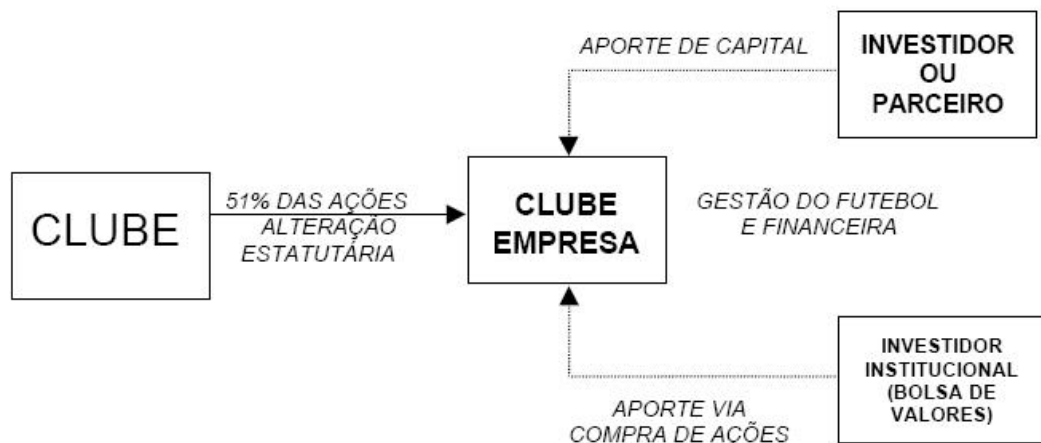 CLUBE
51% DAS AÇÕES
ALTERAÇÃO
ESTATUTÁRIA
CLUBE
EMPRESA
APORTE DE CAPITAL
INVESTIDOR
OU
PARCEIRO
GESTÃO DO FUTEBOL
E FINANCEIRA
APORTE VIA
COMPRA DE AÇÕES
INVESTIDOR
INSTITUCIONAL
(BOLSA DE
VALORES)